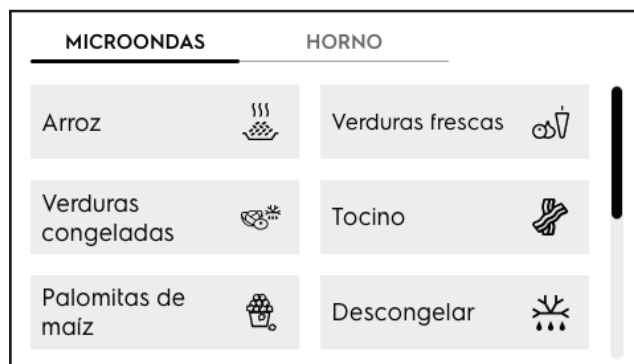 MICROONDAS HORNO
Arroz
Verduras frescas
Verduras
congeladas
Tocino
Palomitas de
maíz
Descongelar